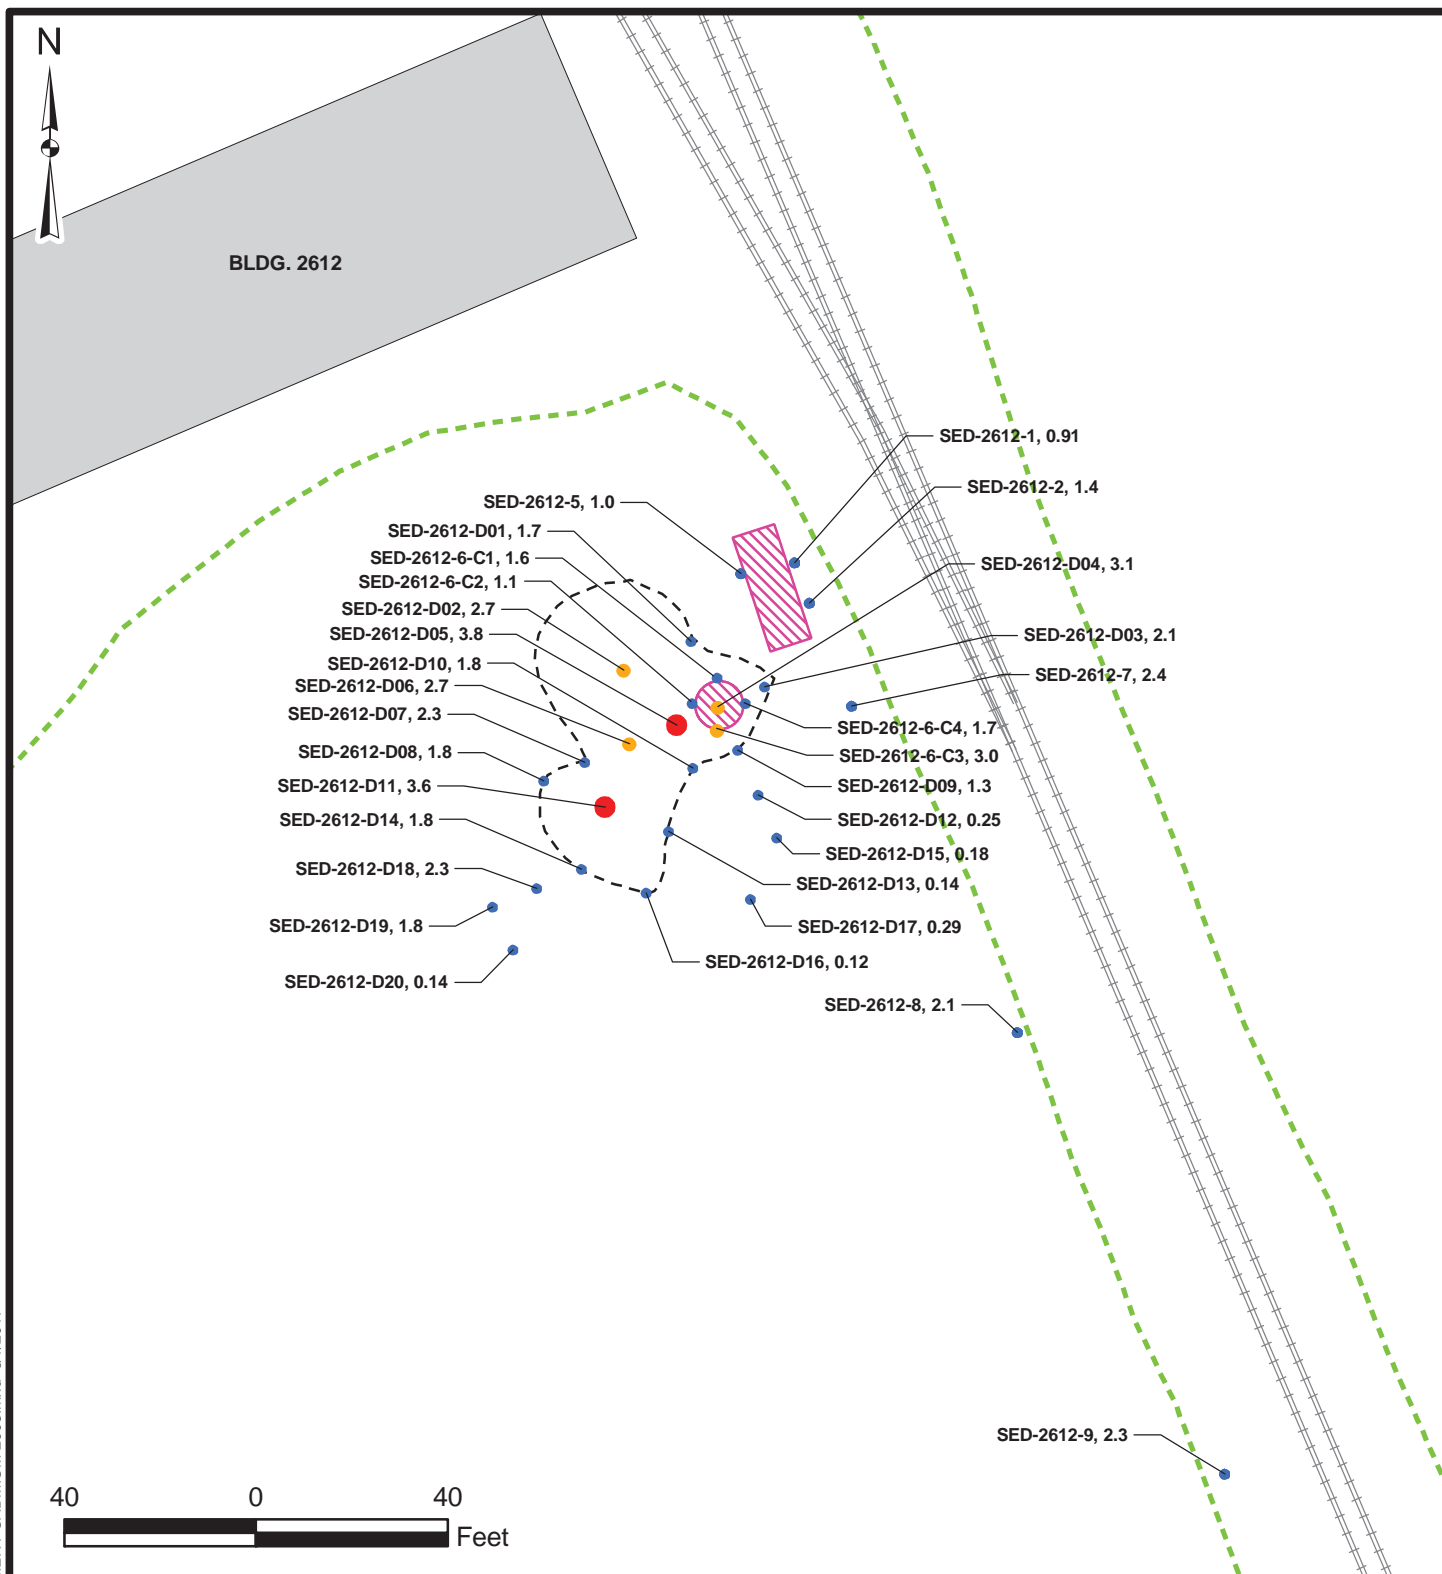 N
BLDG. 2612
SED-2612-1, 0.91
SED-2612-2, 1.4
SED-2612-5, 1.0
SED-2612-D01, 1.7
SED-2612-6-C1, 1.6
SED-2612-D04, 3.1
SED-2612-6-C2, 1.1
SED-2612-D02, 2.7
SED-2612-D05, 3.8
SED-2612-D03, 2.1
SED-2612-D10, 1.8
SED-2612-7, 2.4
SED-2612-D06, 2.7
SED-2612-D07, 2.3
SED-2612-6-C4, 1.7
SED-2612-D08, 1.8
SED-2612-6-C3, 3.0
SED-2612-D11, 3.6
SED-2612-D09, 1.3
SED-2612-D14, 1.8
SED-2612-D12, 0.25
SED-2612-D15, 0.18
SED-2612-D18, 2.3
SED-2612-D13, 0.14
SED-2612-D19, 1.8
SED-2612-D17, 0.29
SED-2612-D16, 0.12
SED-2612-D20, 0.14
SED-2612-8, 2.1
SED-2612-9, 2.3
40 0 40
Feet